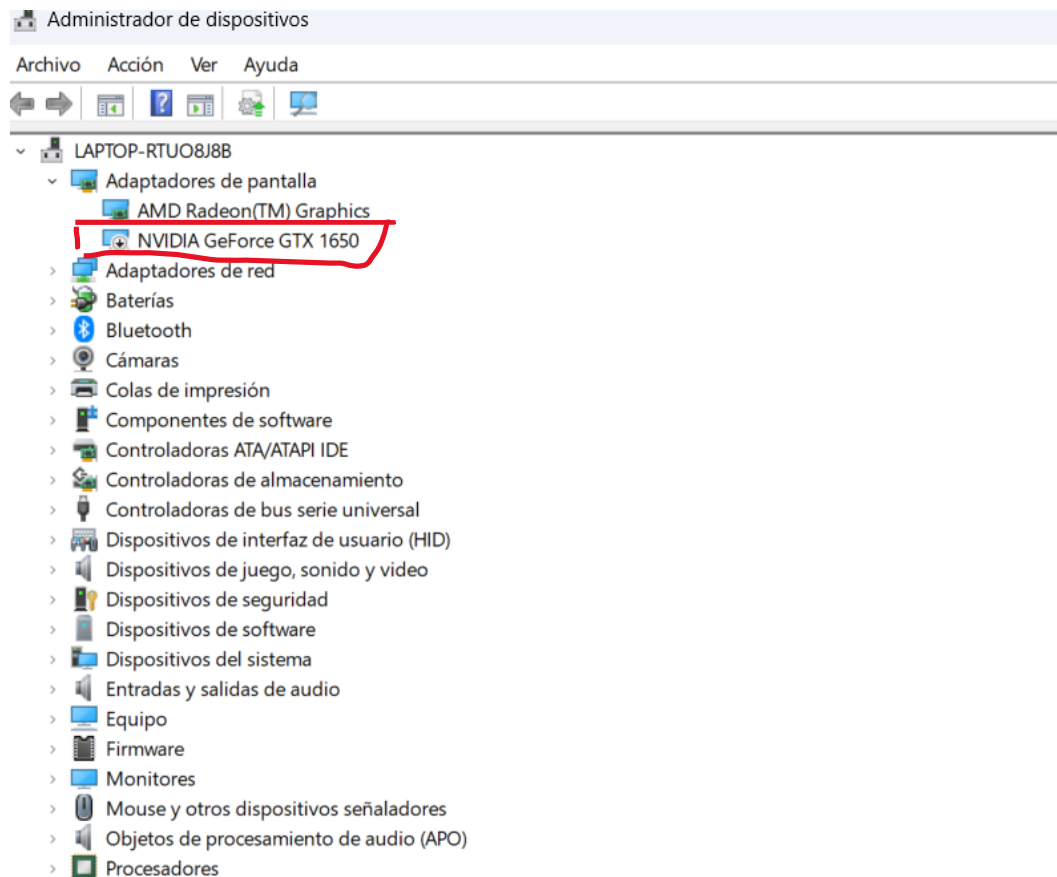 Administrador de dispositivos
Archivo Acción Ver Ayuda
LAPTOP-RTUO8J8B
Adaptadores de pantalla
AMD Radeon(TM) Graphics
NVIDIA GeForce GTX 1650
Adaptadores de red
Baterías
Bluetooth
Cámaras
Colas de impresión
Componentes de software
Controladoras ATA/ATAPI IDE
Controladoras de almacenamiento
Controladoras de bus serie universal
Dispositivos de interfaz de usuario (HID)
Dispositivos de juego, sonido y video
Dispositivos de seguridad
Dispositivos de software
Dispositivos del sistema
Entradas y salidas de audio
Equipo
Firmware
Monitores
Mouse y otros dispositivos señaladores
Objetos de procesamiento de audio (APO)
Procesadores